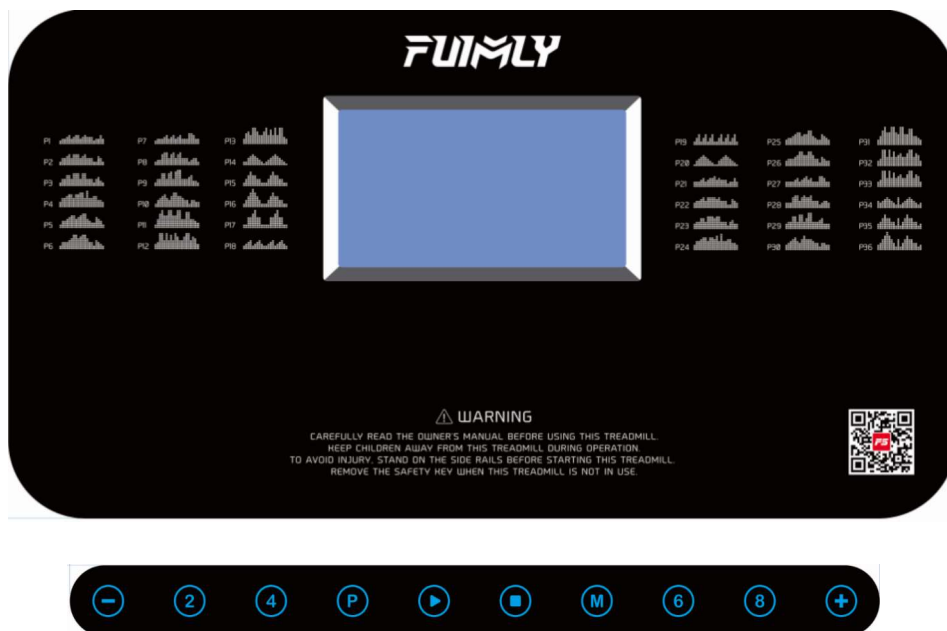 FUIMLY
P1 P7 P13
P2 P8 P14
P3 P9 P15
P4 P10 P16
P5 P11 P17
P6 P12 P18
P19 P25 P31
P20 P26 P32
P21 P27 P33
P22 P28 P34
P23 P29 P35
P24 P30 P36
⚠ WARNING
CAREFULLY READ THE OWNER'S MANUAL BEFORE USING THIS TREADMILL.
KEEP CHILDREN AWAY FROM THIS TREADMILL DURING OPERATION.
TO AVOID INJURY, STAND ON THE SIDE RAILS BEFORE STARTING THIS TREADMILL.
REMOVE THE SAFETY KEY WHEN THIS TREADMILL IS NOT IN USE.
FS
2 4 P M 6 8